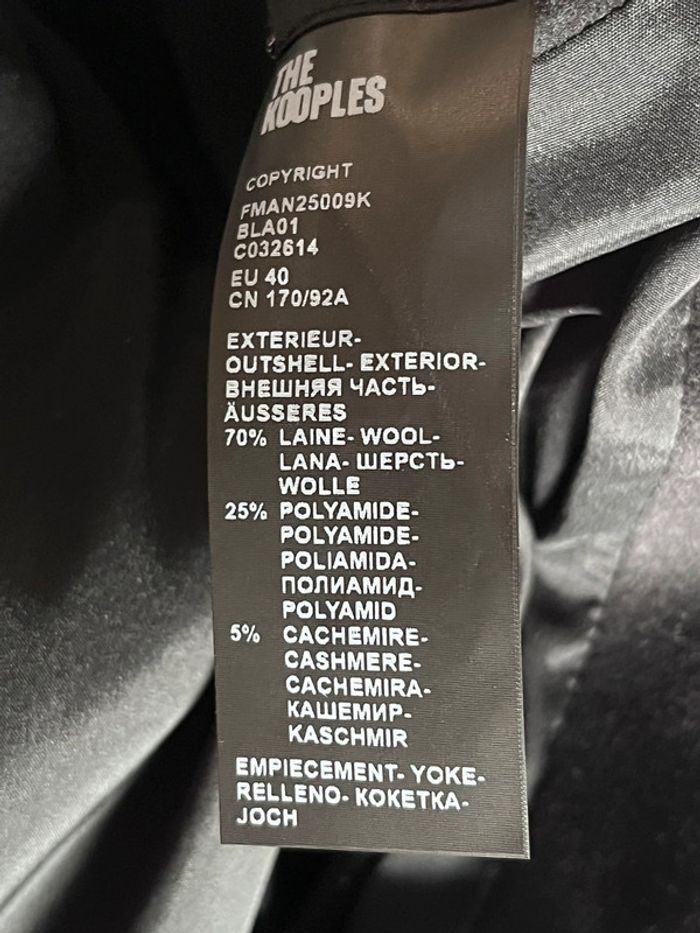 THE
KOOPLES
COPYRIGHT
FMAN25009K
BLA01
C032614
EU 40
CN 170/92A
EXTERIEUR-
OUTSHELL- EXTERIOR-
ВНЕШНЯЯ ЧАСТЬ-
ÄUSSERES
70% LAINE- WOOL-
LANA- ШЕРСТЬ-
WOLLE
25% POLYAMIDE-
POLYAMIDE-
POLIAMIDA-
ПОЛИАМИД-
POLYAMID
5% CACHEMIRE-
CASHMERE-
CACHEMIRA-
КАШЕМИР-
KASCHMIR
EMPIECEMENT- YOKE-
RELLENO- КОКЕТКА-
JOCH